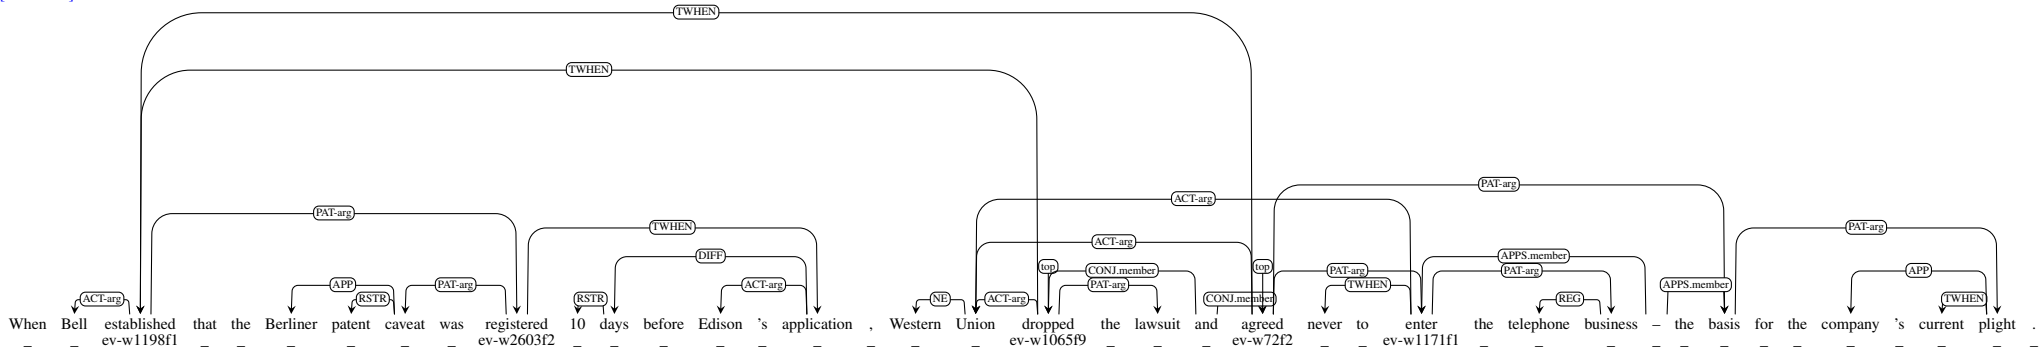 TWHEN
TWHEN
PAT-arg
ACT-arg
PAT-arg TWHEN PAT-arg
ACT-arg
DIFF APPS.member
top CONJ.member top PAT-arg PAT-arg APP
APP PAT-arg ACT-arg PAT-arg TWHEN APPS.member
ACT-arg RSTR RSTR NE ACT-arg CONJ.member REG TWHEN
When Bell established that the Berliner patent caveat was registered 10 days before Edison 's application , Western Union dropped the lawsuit and agreed never to enter the telephone business – the basis for the company 's current plight .
_ _ ev-w1198f1 _ _ _ _ _ _ ev-w2603f2 _ _ _ _ _ _ _ _ _ ev-w1065f9 _ _ _ ev-w72f2 _ _ ev-w1171f1 _ _ _ _ _ _ _ _ _ _ _ _ _